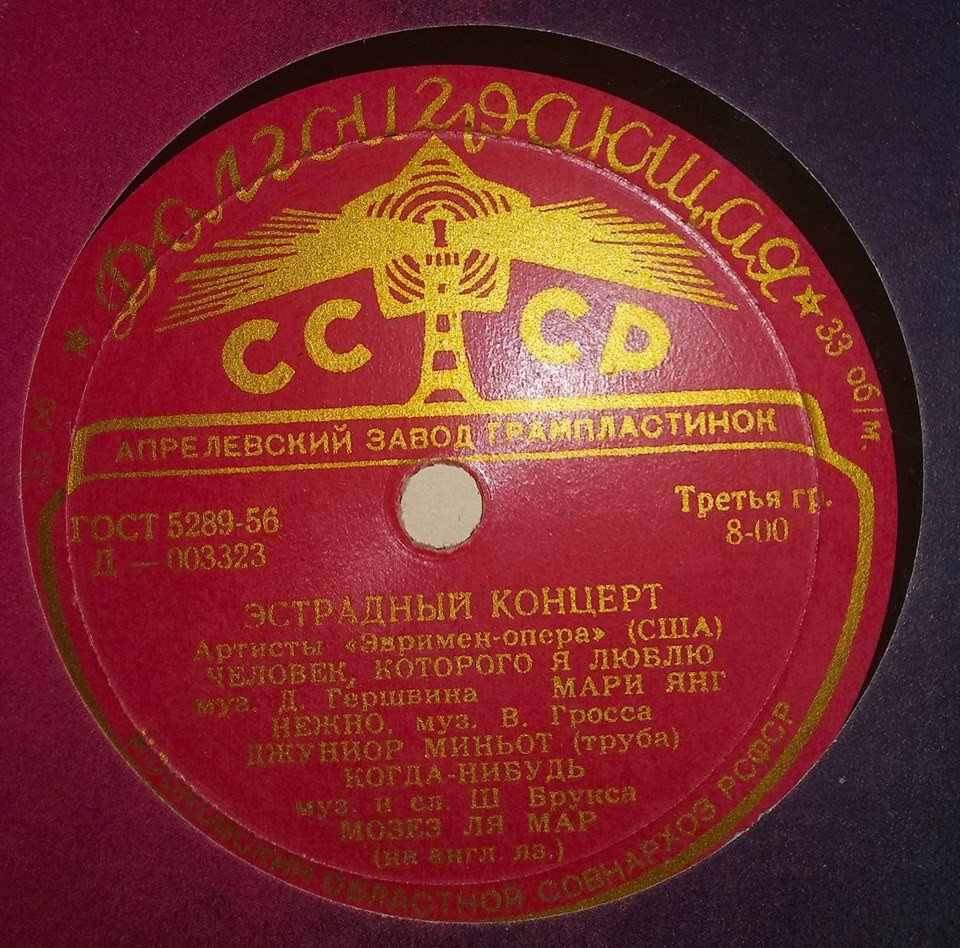 Долгоиграющая
33 об/м.
СССР
АПРЕЛЕВСКИЙ ЗАВОД ГРАМПЛАСТИНОК
ГОСТ 5289-56
Д — 003323
Третья гр.
8-00
ЭСТРАДНЫЙ КОНЦЕРТ
Артисты «Эвримен-опера» (США)
ЧЕЛОВЕК, КОТОРОГО Я ЛЮБЛЮ
муз. Д. Гершвина МАРИ ЯНГ
НЕЖНО, муз. В. Гросса
ДЖУНИОР МИНЬОТ (труба)
КОГДА-НИБУДЬ
муз. и сл. Ш Брукса
МОЗЕЗ ЛЯ МАР
(на англ. яз.)
МОСКОВСКИЙ ОБЛАСТНОЙ СОВНАРХОЗ РСФСР